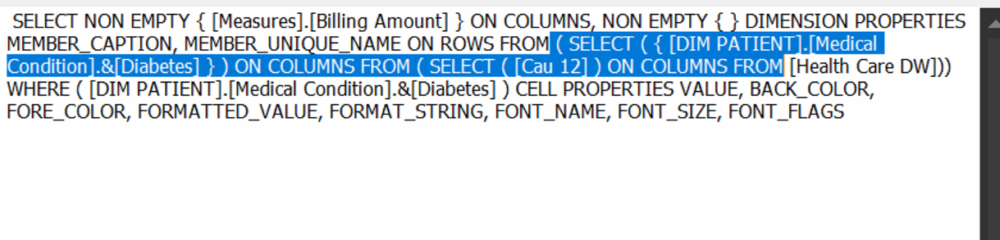 SELECT NON EMPTY { [Measures].[Billing Amount] } ON COLUMNS, NON EMPTY { } DIMENSION PROPERTIES
MEMBER_CAPTION, MEMBER_UNIQUE_NAME ON ROWS FROM ( SELECT ( { [DIM PATIENT].[Medical
Condition].&[Diabetes] } ) ON COLUMNS FROM ( SELECT ( [Cau 12] ) ON COLUMNS FROM [Health Care DW]))
WHERE ( [DIM PATIENT].[Medical Condition].&[Diabetes] ) CELL PROPERTIES VALUE, BACK_COLOR,
FORE_COLOR, FORMATTED_VALUE, FORMAT_STRING, FONT_NAME, FONT_SIZE, FONT_FLAGS